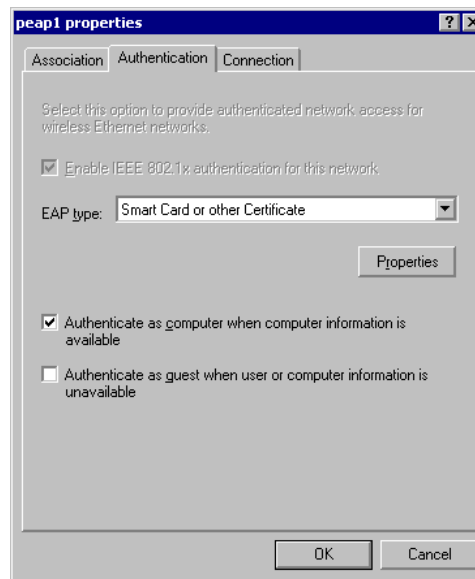 peap1 properties
Association Authentication Connection
Select this option to provide authenticated network access for
wireless Ethernet networks.
Enable IEEE 802.1x authentication for this network
EAP type: Smart Card or other Certificate
Properties
Authenticate as computer when computer information is
available
Authenticate as guest when user or computer information is
unavailable
OK Cancel